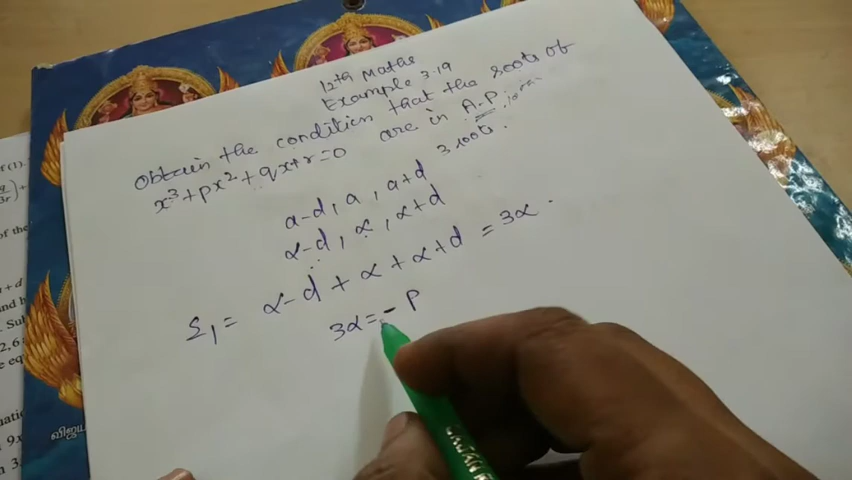 12th Maths
Example 3.19
Obtain the condition that the roots of
x³+px²+qx+r=0 are in A.P.
3 roots.
a-d, a, a+d
α-d, α, α+d
Σ₁ = α-d + α + α+d = 3α.
3α = -P